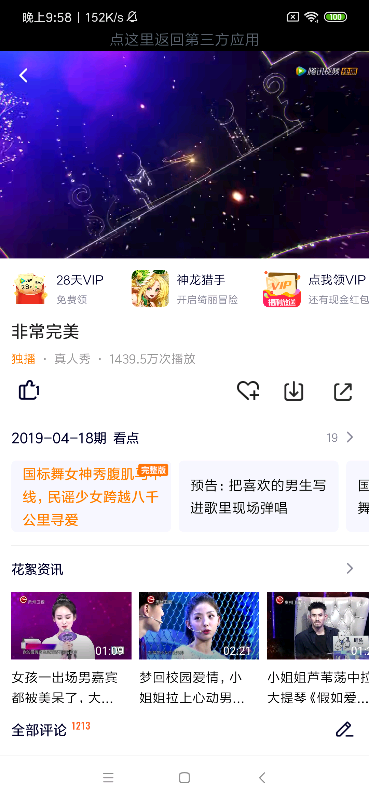 晚上9:58 | 152K/s
100
点这里返回第三方应用
腾讯视频 独播
28天VIP
免费领
神龙猎手
开启绮丽冒险
VIP
点我领VIP
还有现金红包
非常完美
独播 · 真人秀 · 1439.5万次播放
1
2019-04-18期 看点
19
国标舞女神秀腹肌马甲
完整版
线，民谣少女跨越八千
公里寻爱
预告：把喜欢的男生写
进歌里现场弹唱
国
舞
花絮资讯
01:09
02:21
女孩一出场男嘉宾
都被美呆了，大...
梦回校园爱情，小
姐姐拉上心动男...
小姐姐芦苇荡中拉
大提琴《假如爱...
全部评论 1213